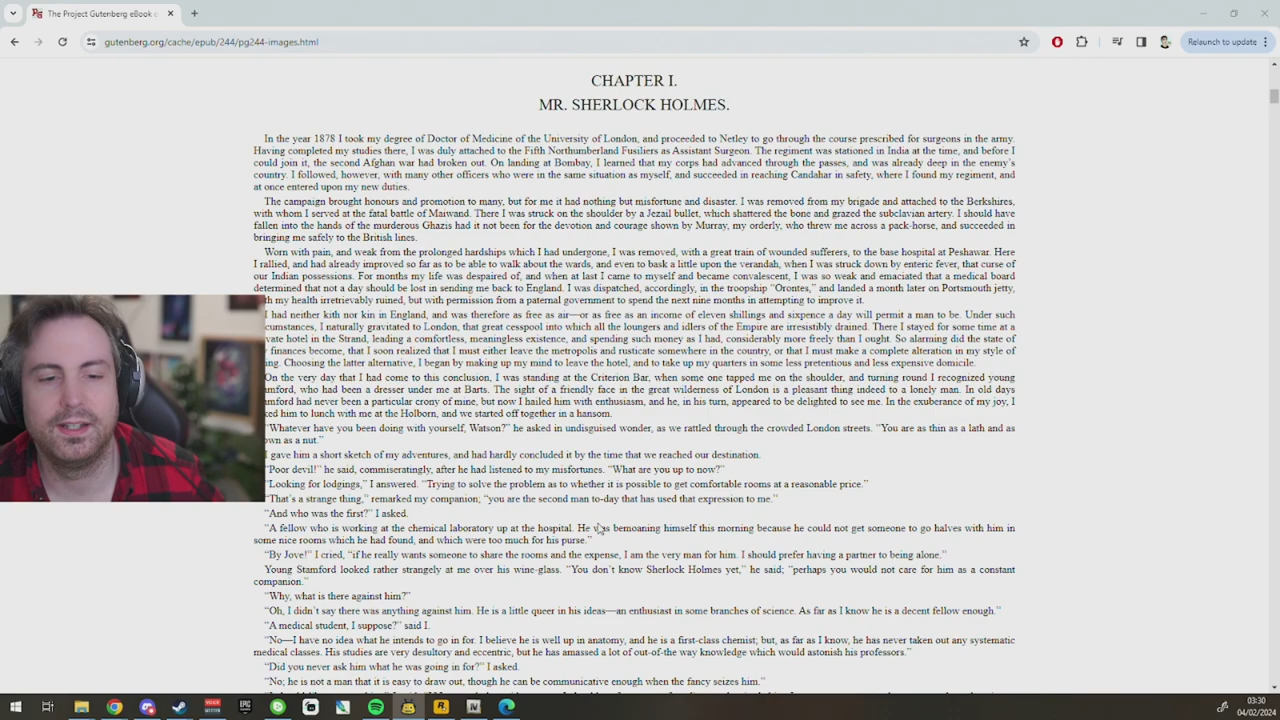 The Project Gutenberg eBook
gutenberg.org/cache/epub/244/pg244-images.html
Relaunch to update
CHAPTER I.
MR. SHERLOCK HOLMES.
In the year 1878 I took my degree of Doctor of Medicine of the University of London, and proceeded to Netley to go through the course prescribed for surgeons in the army.
Having completed my studies there, I was duly attached to the Fifth Northumberland Fusiliers as Assistant Surgeon. The regiment was stationed in India at the time, and before I
could join it, the second Afghan war had broken out. On landing at Bombay, I learned that my corps had advanced through the passes, and was already deep in the enemy's
country. I followed, however, with many other officers who were in the same situation as myself, and succeeded in reaching Candahar in safety, where I found my regiment, and
at once entered upon my new duties.
The campaign brought honours and promotion to many, but for me it had nothing but misfortune and disaster. I was removed from my brigade and attached to the Berkshires,
with whom I served at the fatal battle of Maiwand. There I was struck on the shoulder by a Jezail bullet, which shattered the bone and grazed the subclavian artery. I should have
fallen into the hands of the murderous Ghazis had it not been for the devotion and courage shown by Murray, my orderly, who threw me across a pack-horse, and succeeded in
bringing me safely to the British lines.
Worn with pain, and weak from the prolonged hardships which I had undergone, I was removed, with a great train of wounded sufferers, to the base hospital at Peshawar. Here
I rallied, and had already improved so far as to be able to walk about the wards, and even to bask a little upon the verandah, when I was struck down by enteric fever, that curse of
our Indian possessions. For months my life was despaired of, and when at last I came to myself and became convalescent, I was so weak and emaciated that a medical board
determined that not a day should be lost in sending me back to England. I was dispatched, accordingly, in the troopship “Orontes,” and landed a month later on Portsmouth jetty,
th my health irretrievably ruined, but with permission from a paternal government to spend the next nine months in attempting to improve it.
I had neither kith nor kin in England, and was therefore as free as air—or as free as an income of eleven shillings and sixpence a day will permit a man to be. Under such
cumstances, I naturally gravitated to London, that great cesspool into which all the loungers and idlers of the Empire are irresistibly drained. There I stayed for some time at a
vate hotel in the Strand, leading a comfortless, meaningless existence, and spending such money as I had, considerably more freely than I ought. So alarming did the state of
finances become, that I soon realized that I must either leave the metropolis and rusticate somewhere in the country, or that I must make a complete alteration in my style of
ng. Choosing the latter alternative, I began by making up my mind to leave the hotel, and to take up my quarters in some less pretentious and less expensive domicile.
On the very day that I had come to this conclusion, I was standing at the Criterion Bar, when some one tapped me on the shoulder, and turning round I recognized young
mford, who had been a dresser under me at Barts. The sight of a friendly face in the great wilderness of London is a pleasant thing indeed to a lonely man. In old days
mford had never been a particular crony of mine, but now I hailed him with enthusiasm, and he, in his turn, appeared to be delighted to see me. In the exuberance of my joy, I
ked him to lunch with me at the Holborn, and we started off together in a hansom.
“Whatever have you been doing with yourself, Watson?” he asked in undisguised wonder, as we rattled through the crowded London streets. “You are as thin as a lath and as
wn as a nut.”
I gave him a short sketch of my adventures, and had hardly concluded it by the time that we reached our destination.
“Poor devil!” he said, commiseratingly, after he had listened to my misfortunes. “What are you up to now?”
“Looking for lodgings,” I answered. “Trying to solve the problem as to whether it is possible to get comfortable rooms at a reasonable price.”
“That's a strange thing,” remarked my companion; “you are the second man to-day that has used that expression to me.”
“And who was the first?” I asked.
“A fellow who is working at the chemical laboratory up at the hospital. He was bemoaning himself this morning because he could not get someone to go halves with him in
some nice rooms which he had found, and which were too much for his purse.”
“By Jove!” I cried, “if he really wants someone to share the rooms and the expense, I am the very man for him. I should prefer having a partner to being alone.”
Young Stamford looked rather strangely at me over his wine-glass. “You don't know Sherlock Holmes yet,” he said; “perhaps you would not care for him as a constant
companion.”
“Why, what is there against him?”
“Oh, I didn't say there was anything against him. He is a little queer in his ideas—an enthusiast in some branches of science. As far as I know he is a decent fellow enough.”
“A medical student, I suppose?” said I.
“No—I have no idea what he intends to go in for. I believe he is well up in anatomy, and he is a first-class chemist; but, as far as I know, he has never taken out any systematic
medical classes. His studies are very desultory and eccentric, but he has amassed a lot of out-of-the way knowledge which would astonish his professors.”
“Did you never ask him what he was going in for?” I asked.
“No; he is not a man that it is easy to draw out, though he can be communicative enough when the fancy seizes him.”
03:30
04/02/2024